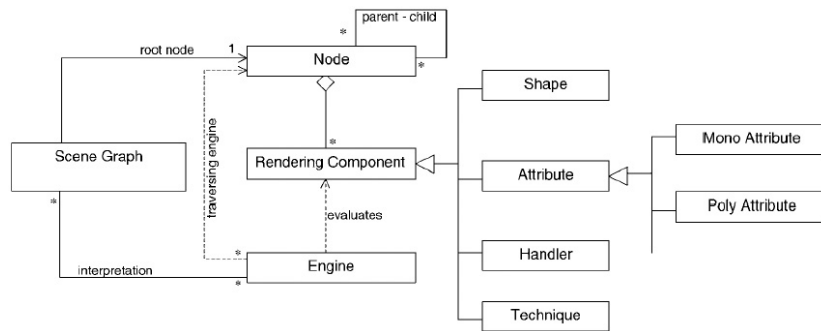 parent - child
*
root node
1
Node
*
Shape
traversing engine
*
Mono Attribute
Scene Graph
Rendering Component
Attribute
*
evaluates
Poly Attribute
*
Handler
interpretation
*
Engine
Technique